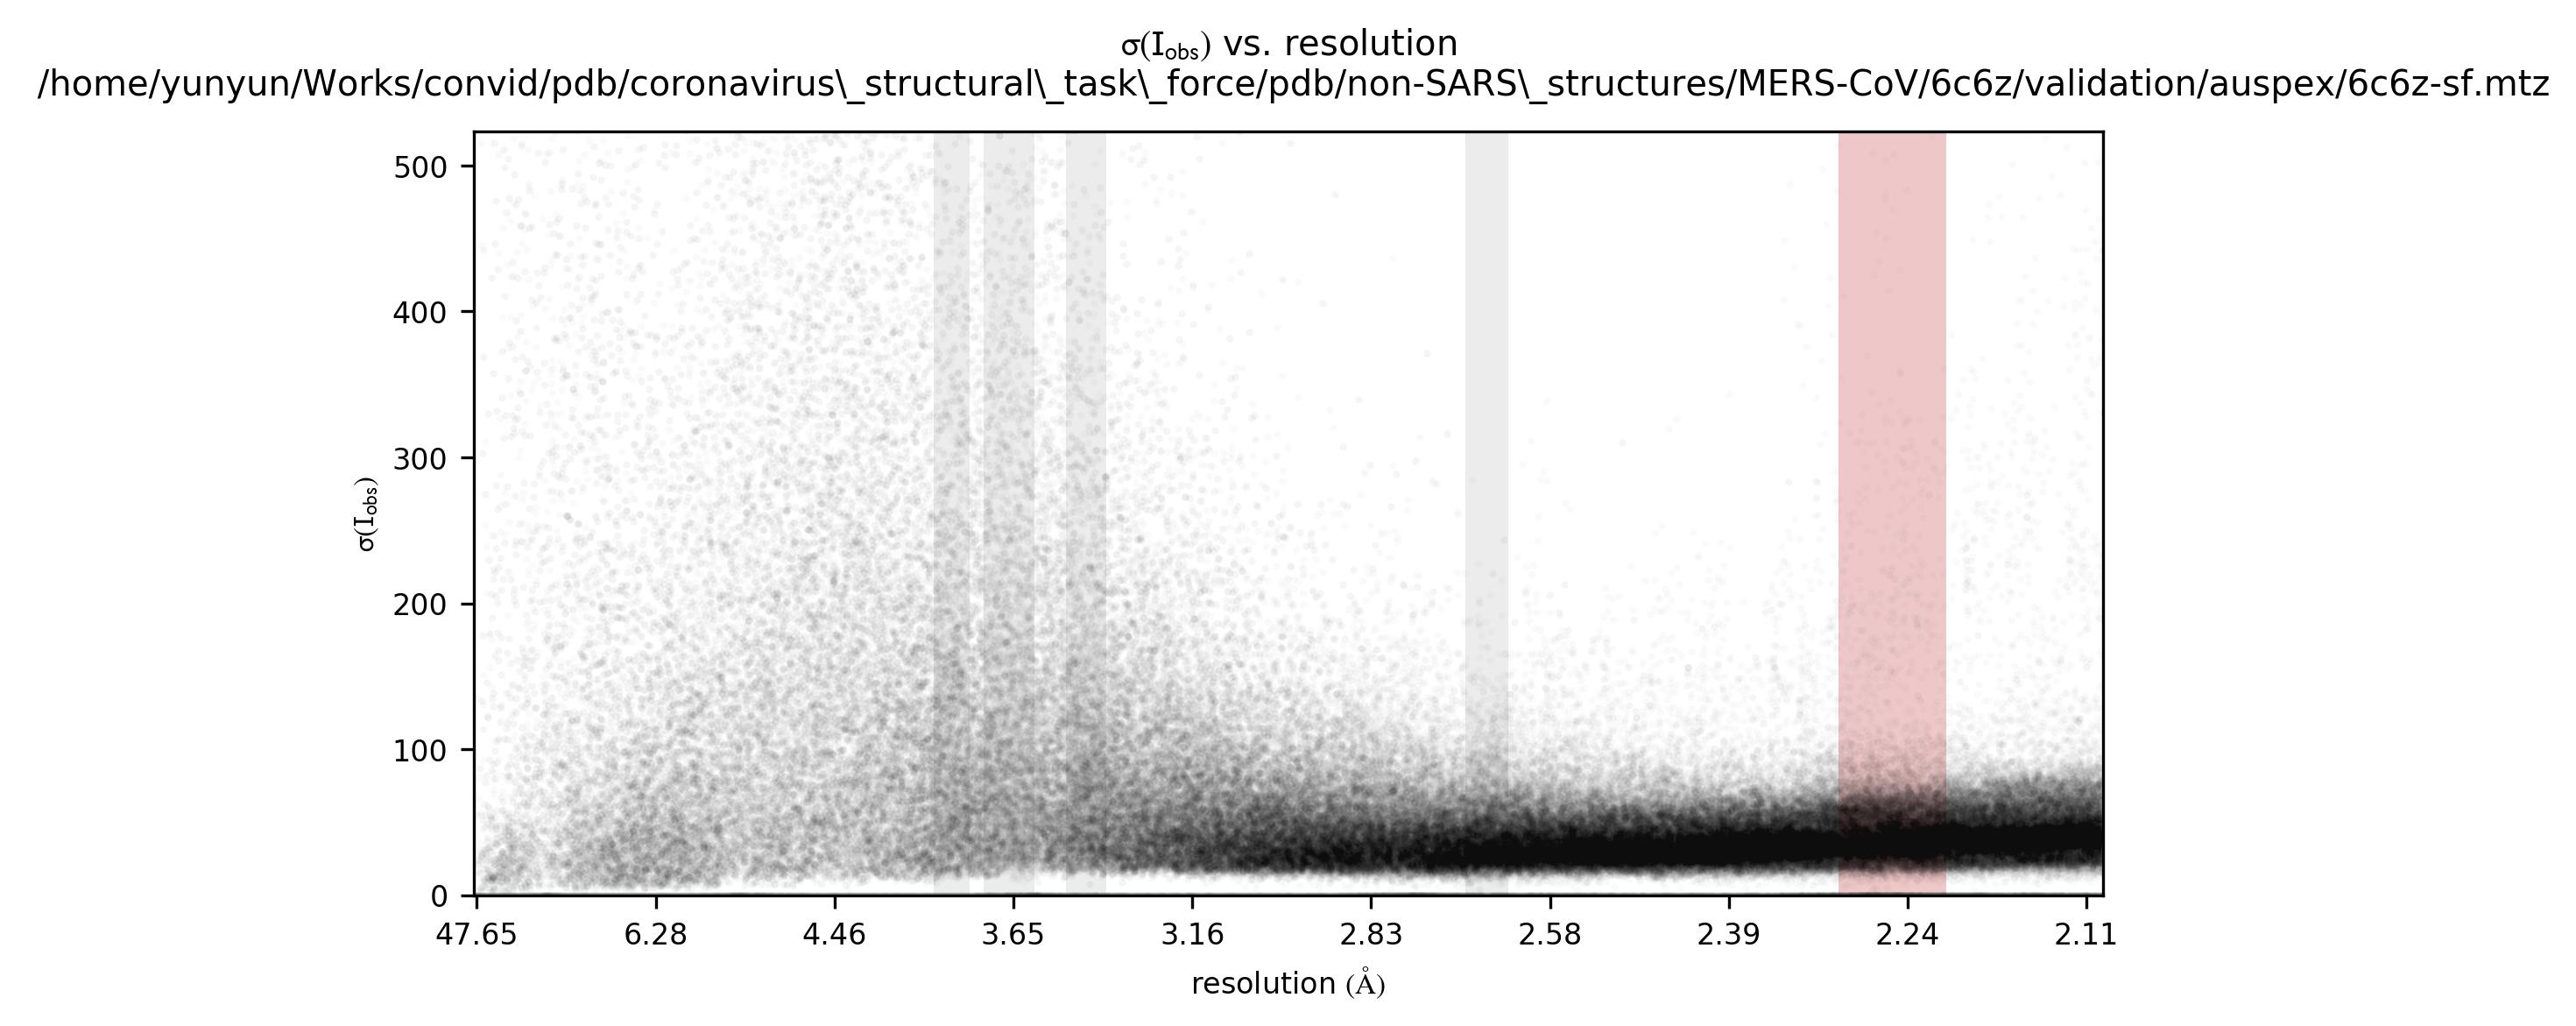 σ(I_obs) vs. resolution
/home/yunyun/Works/convid/pdb/coronavirus\_structural\_task\_force/pdb/non-SARS\_structures/MERS-CoV/6c6z/validation/auspex/6c6z-sf.mtz
500
400
300
200
100
0
σ(I_obs)
47.65 6.28 4.46 3.65 3.16 2.83 2.58 2.39 2.24 2.11
resolution (Å)